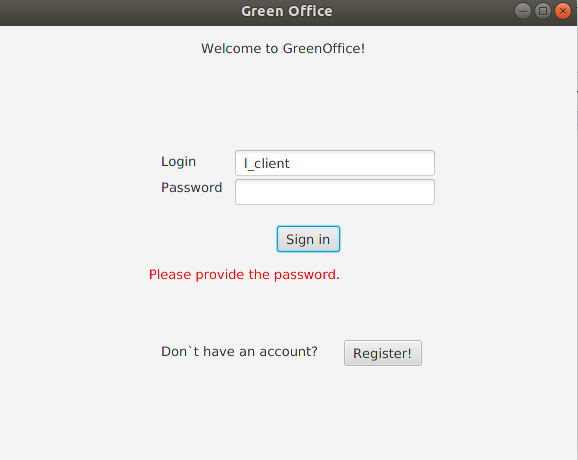 Green Office
Welcome to GreenOffice!
Login
l_client
Password
Sign in
Please provide the password.
Don`t have an account?
Register!